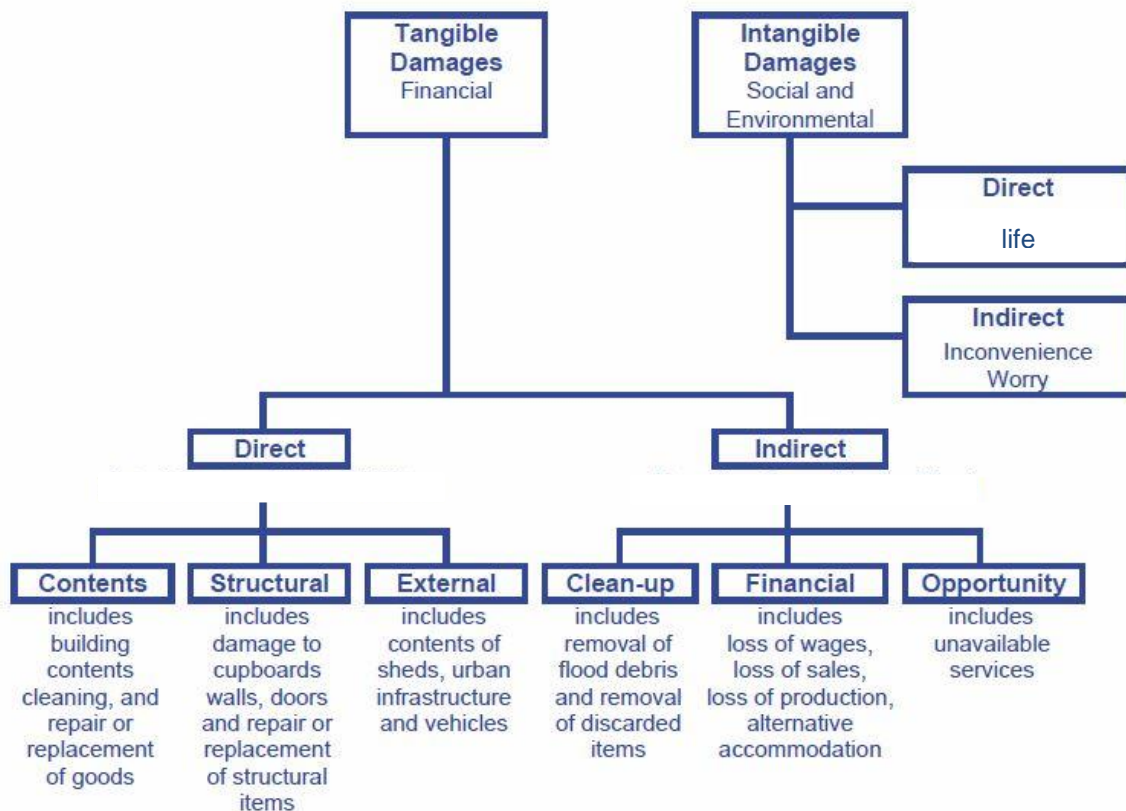 Tangible
Damages
Financial
Intangible
Damages
Social and
Environmental
Direct
life
Indirect
Inconvenience
Worry
Direct
Indirect
Contents
includes
building
contents
cleaning, and
repair or
replacement
of goods
Structural
includes
damage to
cupboards
walls, doors
and repair or
replacement
of structural
items
External
includes
contents of
sheds, urban
infrastructure
and vehicles
Clean-up
includes
removal of
flood debris
and removal
of discarded
items
Financial
includes
loss of wages,
loss of sales,
loss of production,
alternative
accommodation
Opportunity
includes
unavailable
services